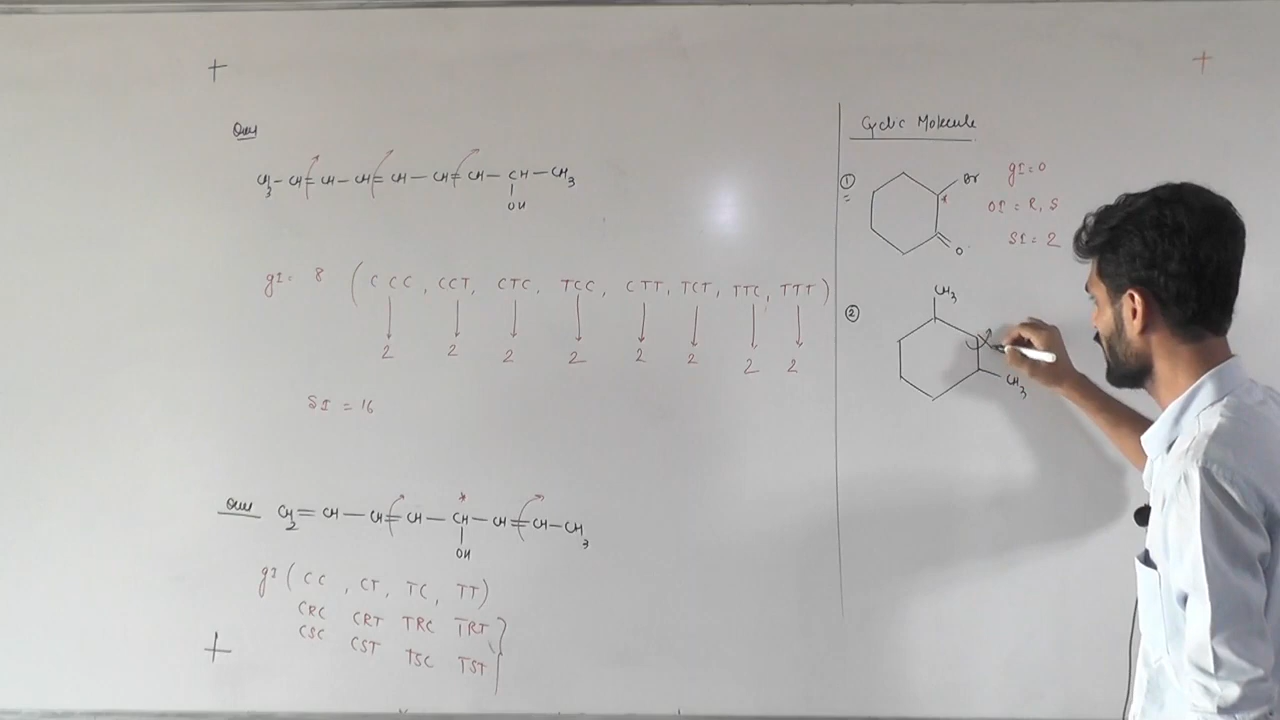 Ques
CH3-CH=CH-CH=CH-CH=CH-CH-CH3
OH
gI = 8 (CCC, CCT, CTC, TCC, CTT, TCT, TTC, TTT)
2 2 2 2 2 2 2 2
SI = 16
Ques CH2=CH-CH=CH-CH-CH=CH-CH3
*
OH
gI (CC, CT, TC, TT)
CRC CRT TRC TRT
CSC CST TSC TST
Cyclic Molecule
①
Br
*
O
gI = 0
OI = R, S
SI = 2
②
CH3
CH3